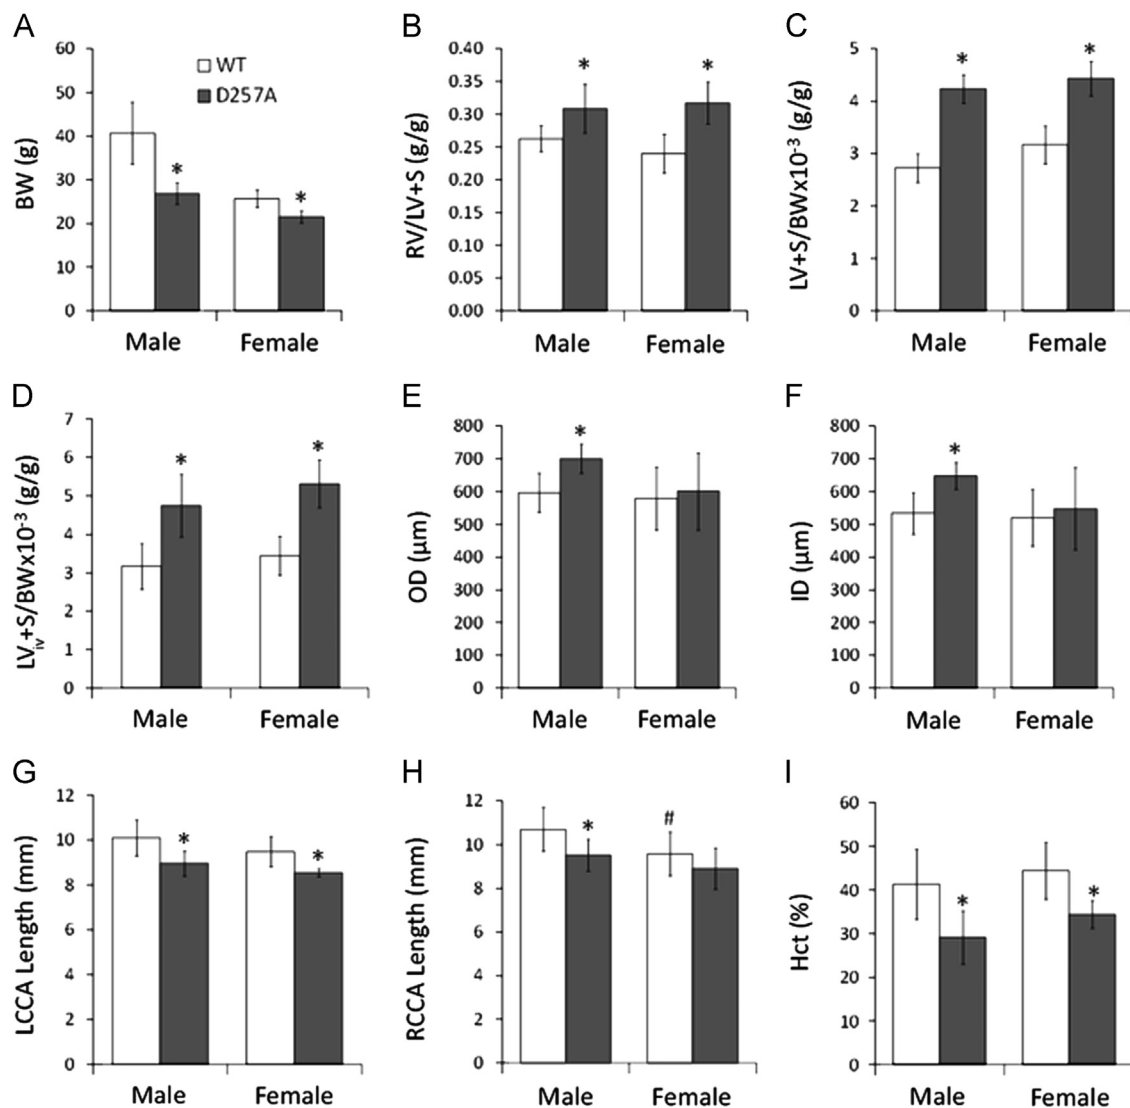 A
BW (g)
60
50
40
30
20
10
0
WT
D257A
*
*
Male
Female
B
RV/LV+S (g/g)
0.40
0.35
0.30
0.25
0.20
0.15
0.10
0.05
0.00
*
*
Male
Female
C
LV+S/BWx10-3 (g/g)
5
4
3
2
1
0
*
*
Male
Female
D
LViv+S/BWx10-3 (g/g)
7
6
5
4
3
2
1
0
*
*
Male
Female
E
OD (µm)
800
700
600
500
400
300
200
100
0
*
Male
Female
F
ID (µm)
800
700
600
500
400
300
200
100
0
*
Male
Female
G
LCCA Length (mm)
12
10
8
6
4
2
0
*
*
Male
Female
H
RCCA Length (mm)
12
10
8
6
4
2
0
*
#
Male
Female
I
Hct (%)
60
50
40
30
20
10
0
*
*
Male
Female